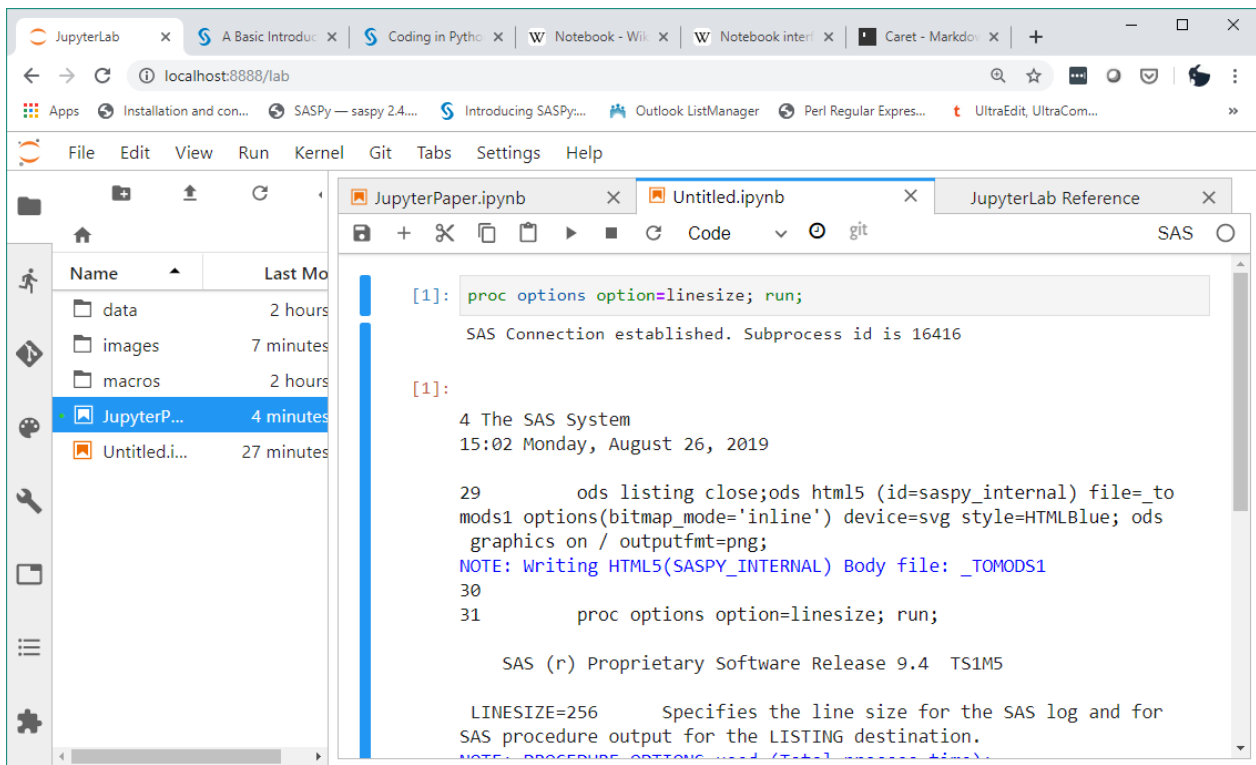 JupyterLab
A Basic Introduc
Coding in Pytho
W Notebook - Wik
W Notebook interf
Caret - Markdov
localhost:8888/lab
Apps
Installation and con...
SASPy — saspy 2.4....
Introducing SASPy:...
Outlook ListManager
Perl Regular Expres...
UltraEdit, UltraCom...
»
File Edit View Run Kernel Git Tabs Settings Help
JupyterPaper.ipynb
Untitled.ipynb
JupyterLab Reference
Code
git
SAS
Name
Last Mo
data 2 hours
images 7 minutes
macros 2 hours
JupyterP... 4 minutes
Untitled.i... 27 minutes
[1]: proc options option=linesize; run;
SAS Connection established. Subprocess id is 16416
[1]:
4 The SAS System
15:02 Monday, August 26, 2019
29 ods listing close;ods html5 (id=saspy_internal) file=_to
mods1 options(bitmap_mode='inline') device=svg style=HTMLBlue; ods
graphics on / outputfmt=png;
NOTE: Writing HTML5(SASPY_INTERNAL) Body file: _TOMODS1
30
31 proc options option=linesize; run;
SAS (r) Proprietary Software Release 9.4 TS1M5
LINESIZE=256 Specifies the line size for the SAS log and for
SAS procedure output for the LISTING destination.
NOTE: PROCEDURE OPTIONS used (Total process time):